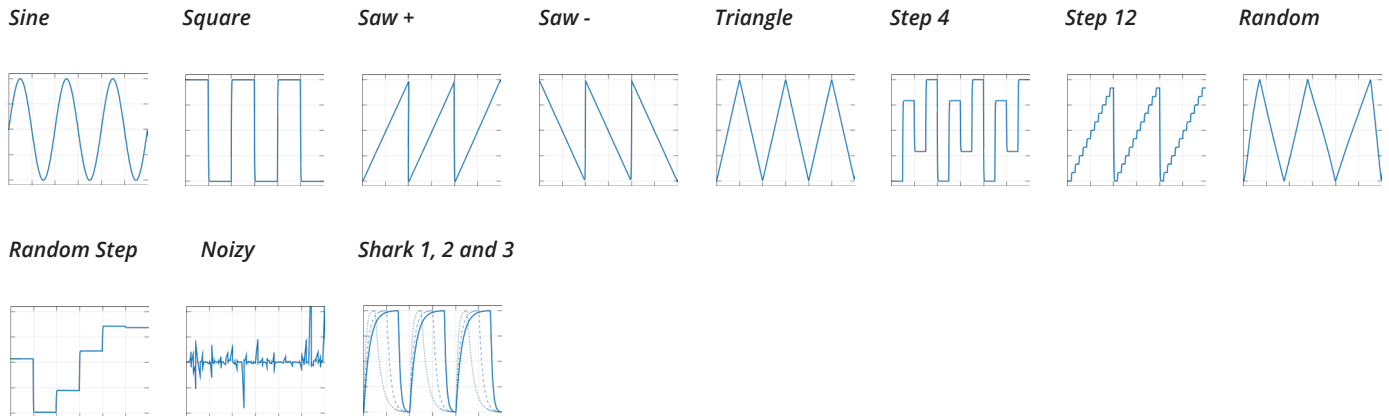 Sine
Square
Saw +
Saw -
Triangle
Step 4
Step 12
Random
Random Step
Noizy
Shark 1, 2 and 3